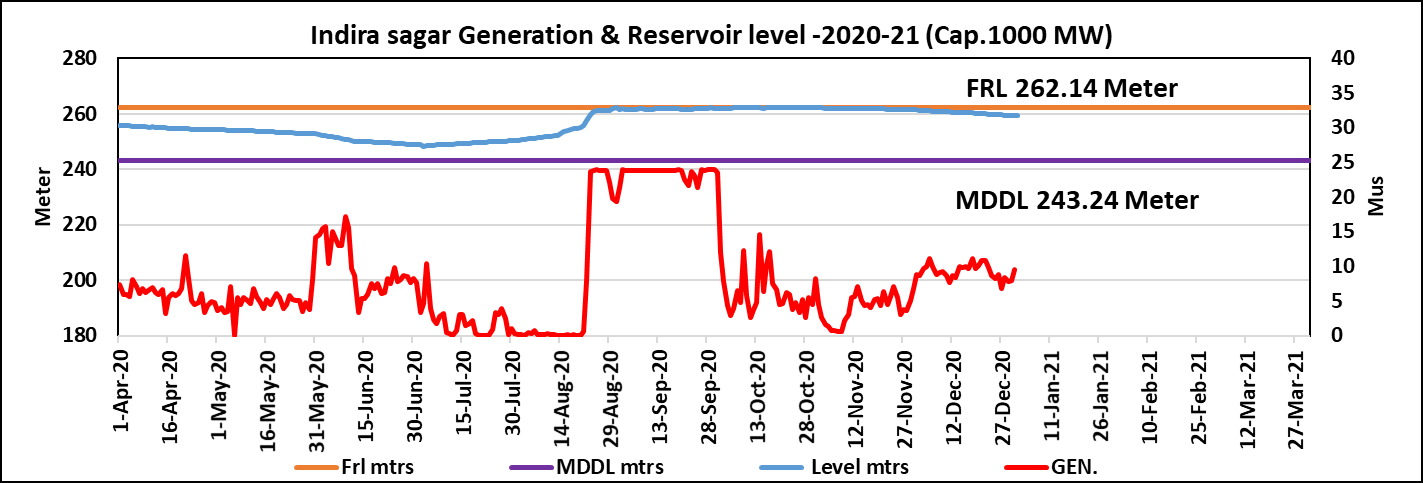 Indira sagar Generation & Reservoir level -2020-21 (Cap.1000 MW)
280
260
240
220
200
180
Meter
40
35
30
25
20
15
10
5
0
Mus
FRL 262.14 Meter
MDDL 243.24 Meter
1-Apr-20
16-Apr-20
1-May-20
16-May-20
31-May-20
15-Jun-20
30-Jun-20
15-Jul-20
30-Jul-20
14-Aug-20
29-Aug-20
13-Sep-20
28-Sep-20
13-Oct-20
28-Oct-20
12-Nov-20
27-Nov-20
12-Dec-20
27-Dec-20
11-Jan-21
26-Jan-21
10-Feb-21
25-Feb-21
12-Mar-21
27-Mar-21
Frl mtrs
MDDL mtrs
Level mtrs
GEN.